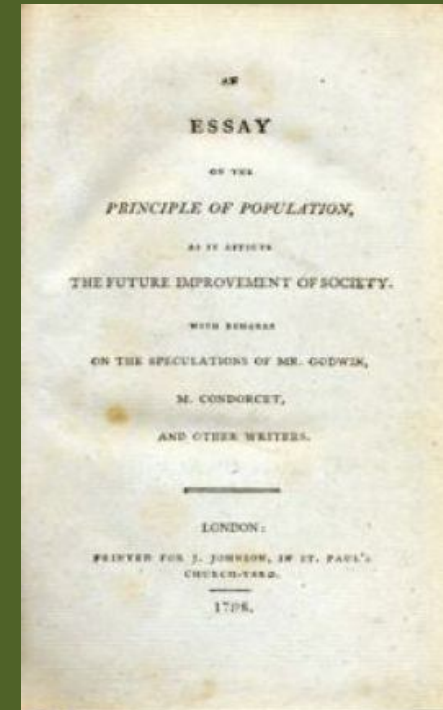 AN
ESSAY
ON THE
PRINCIPLE OF POPULATION,
AS IT AFFECTS
THE FUTURE IMPROVEMENT OF SOCIETY.
WITH REMARKS
ON THE SPECULATIONS OF MR. GODWIN,
M. CONDORCET,
AND OTHER WRITERS.
LONDON:
PRINTED FOR J. JOHNSON, IN ST. PAUL'S
CHURCH-YARD.
1798.